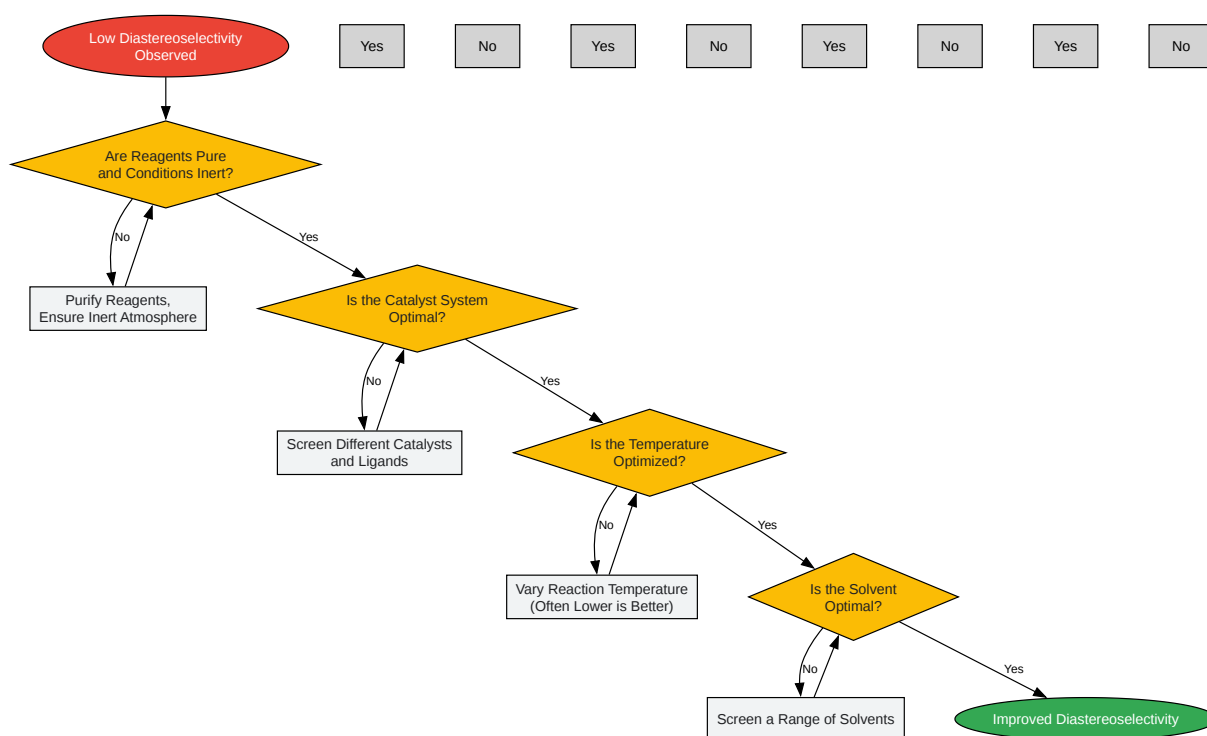 Low Diastereoselectivity
Observed
Yes
No
Yes
No
Yes
No
Yes
No
Are Reagents Pure
and Conditions Inert?
No
Yes
Purify Reagents,
Ensure Inert Atmosphere
Is the Catalyst System
Optimal?
No
Yes
Screen Different Catalysts
and Ligands
Is the Temperature
Optimized?
No
Yes
Vary Reaction Temperature
(Often Lower is Better)
Is the Solvent
Optimal?
No
Yes
Screen a Range of Solvents
Improved Diastereoselectivity